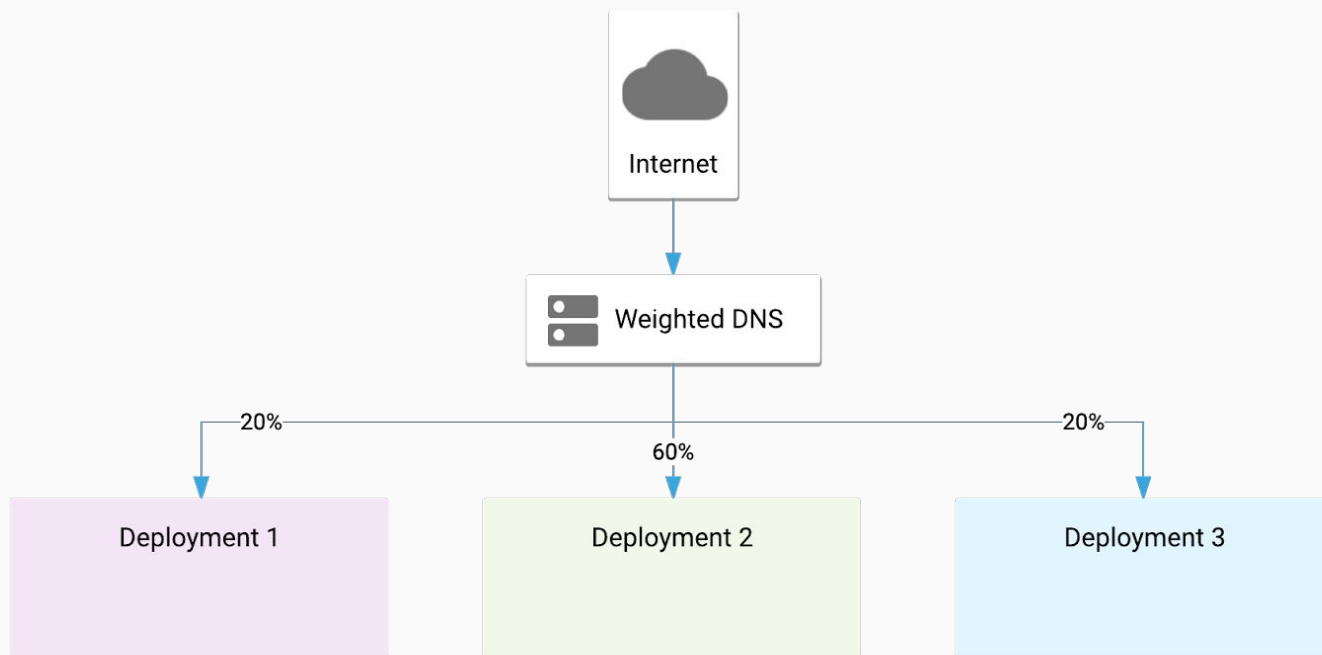 Internet
Weighted DNS
20%
20%
60%
Deployment 1
Deployment 2
Deployment 3